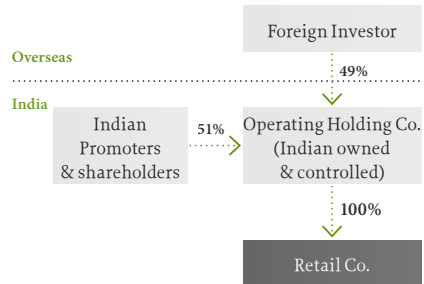 Foreign Investor
Overseas
49%
India
Indian
Promoters
& shareholders
51%
Operating Holding Co.
(Indian owned
& controlled)
100%
Retail Co.